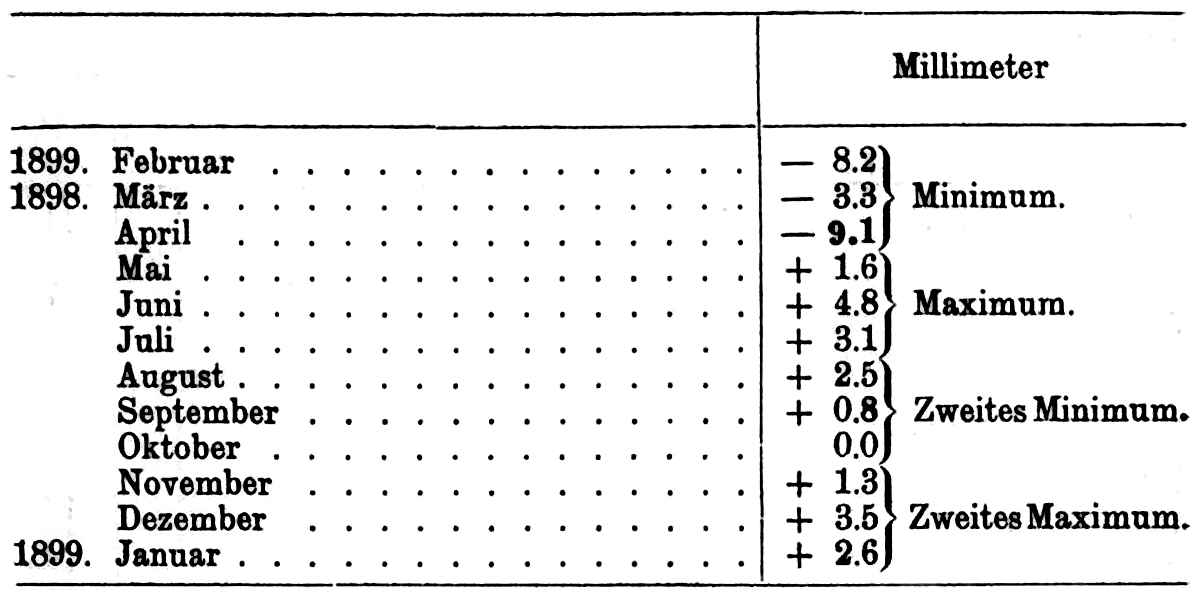 Millimeter
1899. Februar . . . . . . . . . . . . . . — 8.2
1898. März . . . . . . . . . . . . . . . . — 3.3 } Minimum.
April . . . . . . . . . . . . . . . — 9.1
Mai . . . . . . . . . . . . . . . . + 1.6
Juni . . . . . . . . . . . . . . . . + 4.8 } Maximum.
Juli . . . . . . . . . . . . . . . . + 3.1
August . . . . . . . . . . . . . . . + 2.5
September . . . . . . . . . . . . . + 0.8 } Zweites Minimum.
Oktober . . . . . . . . . . . . . . 0.0
November . . . . . . . . . . . . . + 1.3
Dezember . . . . . . . . . . . . . + 3.5 } Zweites Maximum.
1899. Januar . . . . . . . . . . . . . . . + 2.6